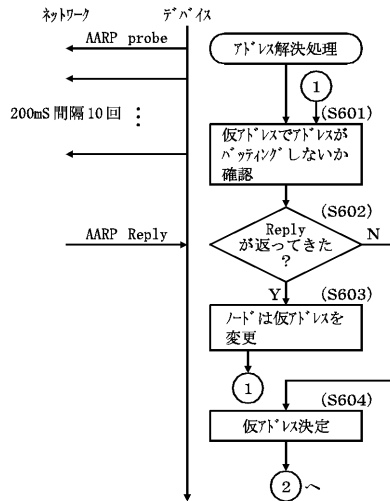 ネットワーク
デバイス
AARP probe
200mS 間隔 10 回
AARP Reply
アドレス解決処理
1
(S601)
仮アドレスでアドレスが
バッティングしないか
確認
(S602)
Reply
が返ってきた
?
N
Y
(S603)
ノードは仮アドレスを
変更
1
(S604)
仮アドレス決定
2 へ